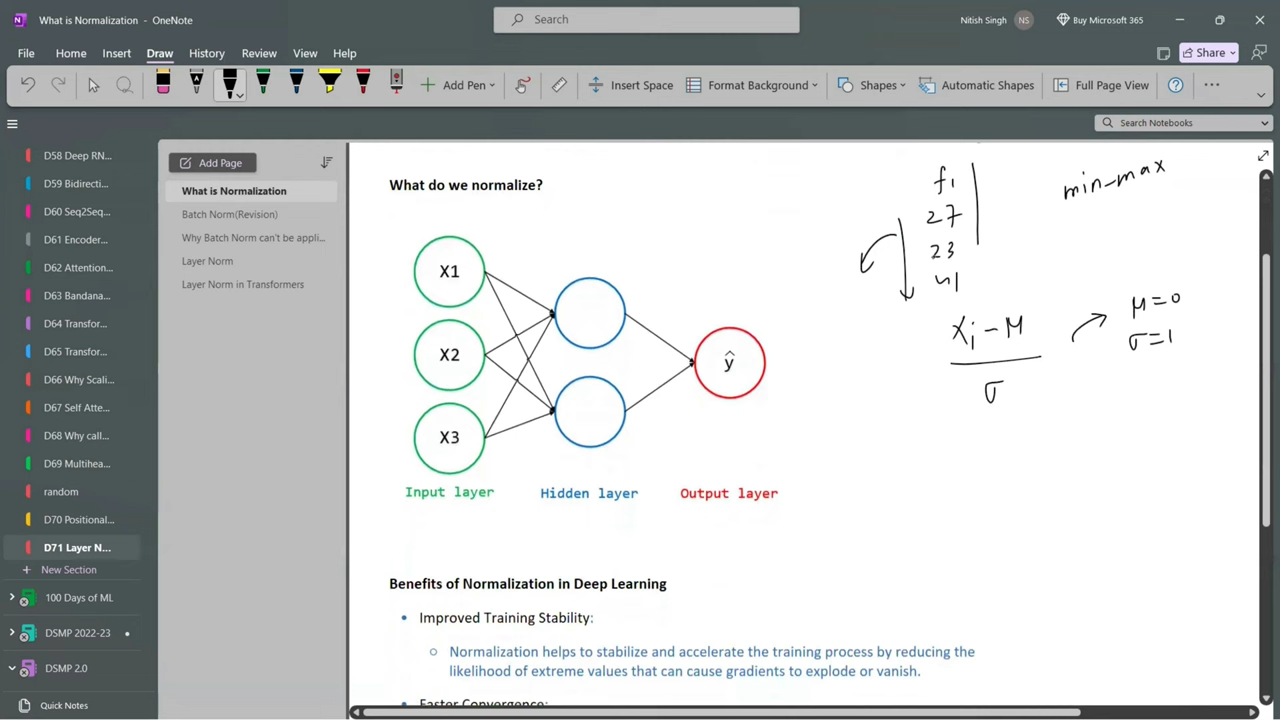 What is Normalization - OneNote
Search
Nitish Singh
NS
Buy Microsoft 365
File
Home
Insert
Draw
History
Review
View
Help
Share
Add Pen
Insert Space
Format Background
Shapes
Automatic Shapes
Full Page View
Search Notebooks
D58 Deep RN...
D59 Bidirecti...
D60 Seq2Seq...
D61 Encoder...
D62 Attention...
D63 Bandana...
D64 Transfor...
D65 Transfor...
D66 Why Scali...
D67 Self Atte...
D68 Why call...
D69 Multihea...
random
D70 Positional...
D71 Layer N...
New Section
100 Days of ML
DSMP 2022-23
DSMP 2.0
Quick Notes
Add Page
What is Normalization
Batch Norm(Revision)
Why Batch Norm can't be appli...
Layer Norm
Layer Norm in Transformers
What do we normalize?
X1
X2
X3
ŷ
Input layer
Hidden layer
Output layer
f1
27
23
41
min-max
Xi - μ
σ
μ=0
σ=1
Benefits of Normalization in Deep Learning
• Improved Training Stability:
○ Normalization helps to stabilize and accelerate the training process by reducing the
likelihood of extreme values that can cause gradients to explode or vanish.
• Faster Convergence: